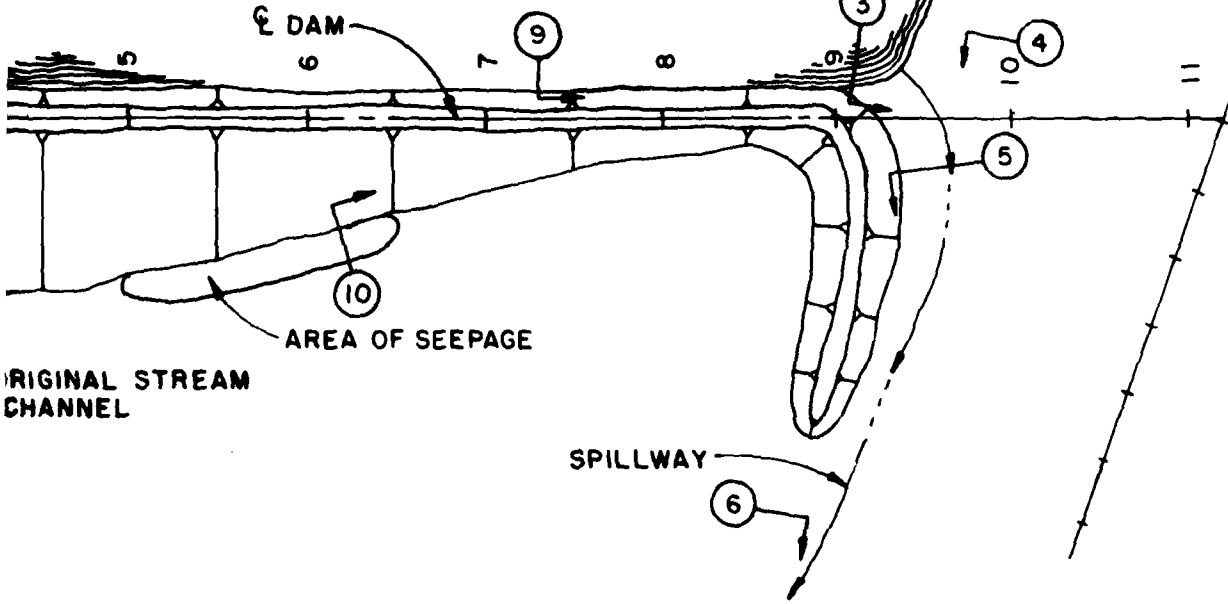 3
℄ DAM
9
4
5
6
7
8
9
10
11
5
10
AREA OF SEEPAGE
RIGINAL STREAM
CHANNEL
SPILLWAY
6